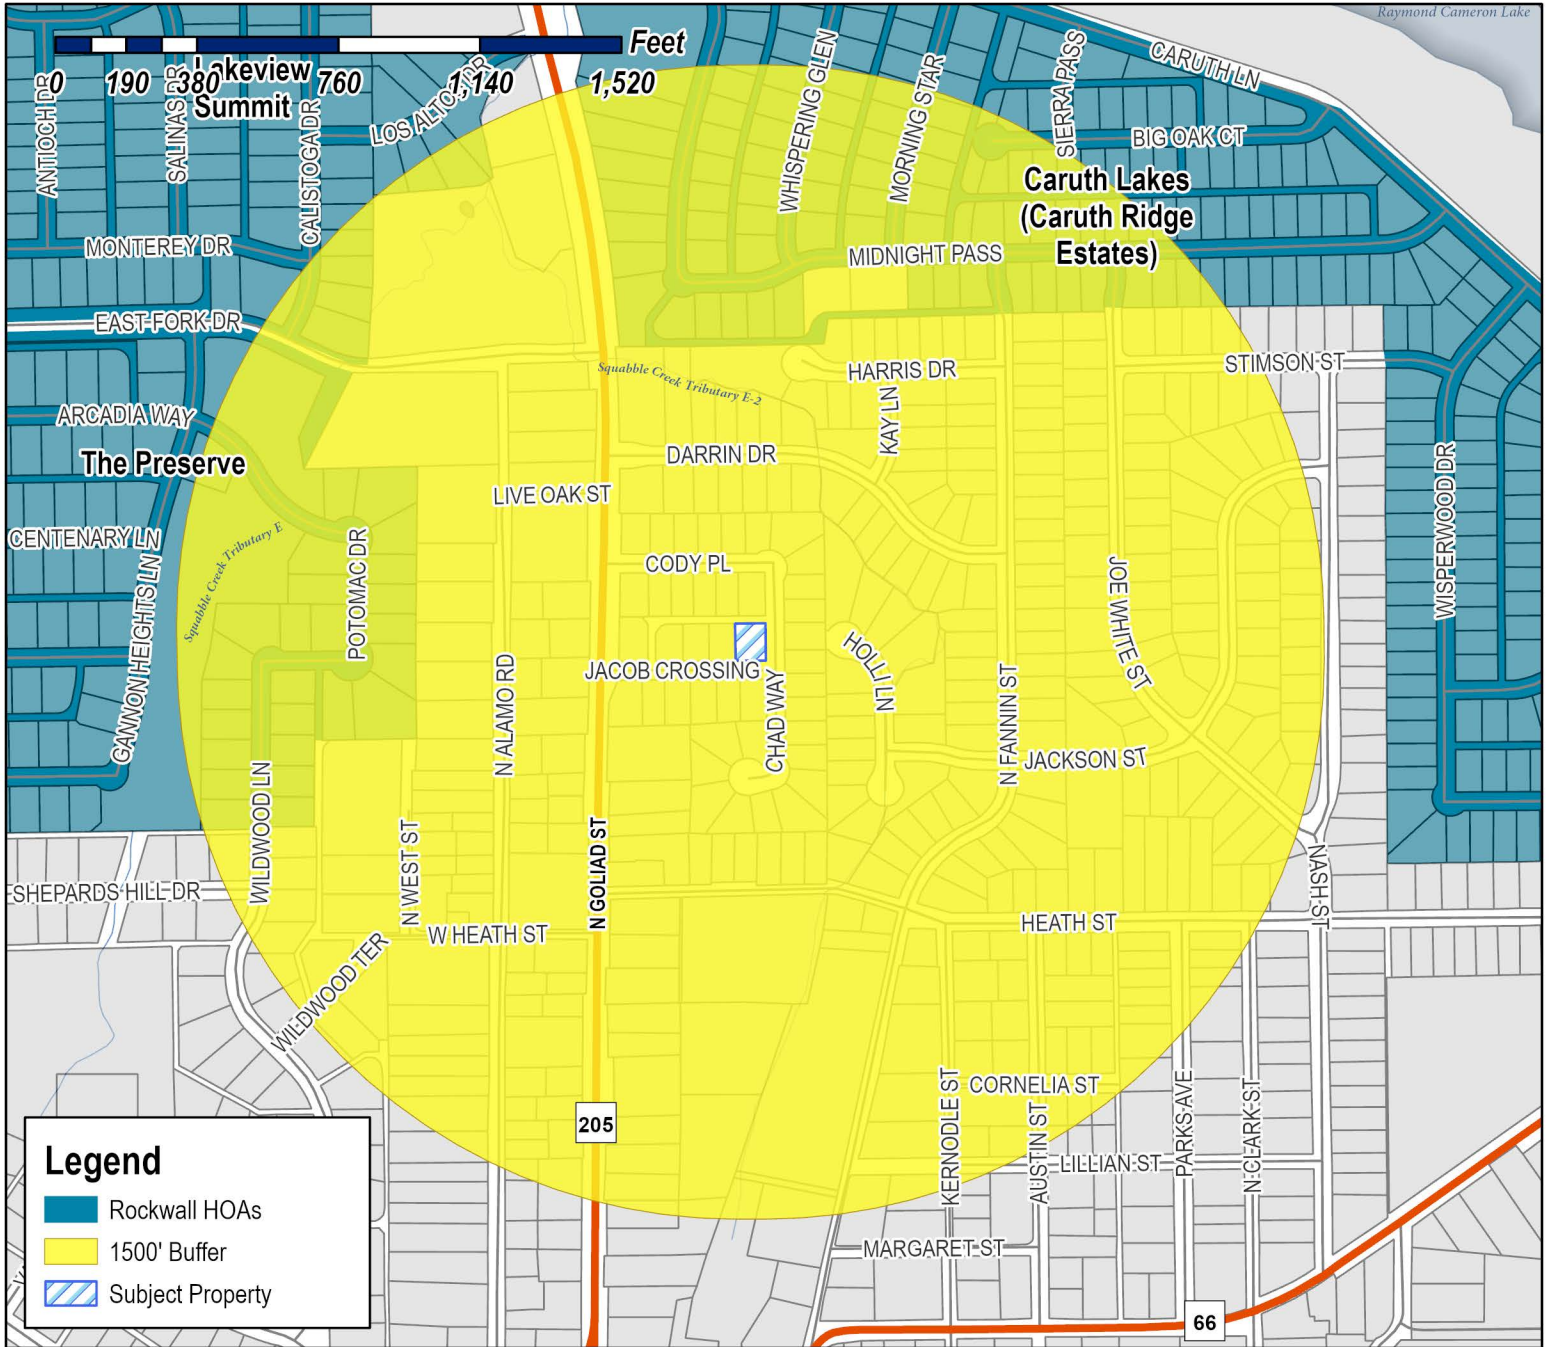 Raymond Cameron Lake
Feet
0 190 380 760 1,140 1,520
Lakeview
Summit
ANTIOCH DR
SALINAS DR
CALISTOGA DR
LOS ALTOS DR
WHISPERING GLEN
MORNING STAR
SIERRA PASS
CARUTH LN
BIG OAK CT
Caruth Lakes
(Caruth Ridge
Estates)
MONTEREY DR
MIDNIGHT PASS
EAST FORK DR
Squabble Creek Tributary E-2
HARRIS DR
STIMSON ST
KAY LN
ARCADIA WAY
The Preserve
DARRIN DR
LIVE OAK ST
WISPERWOOD DR
CENTENARY LN
Squabble Creek Tributary E
POTOMAC DR
CODY PL
JOE WHITE ST
GANNON HEIGHTS LN
HOLLI LN
JACOB CROSSING
N ALAMO RD
CHAD WAY
N FANNIN ST
JACKSON ST
WILDWOOD LN
N WEST ST
N GOLIAD ST
NASH ST
SHEPARDS HILL DR
W HEATH ST
HEATH ST
WILDWOOD TER
KERNODLE ST
CORNELIA ST
AUSTIN ST
PARKS AVE
N CLARK ST
205
LILLIAN ST
MARGARET ST
66
Legend
Rockwall HOAs
1500' Buffer
Subject Property